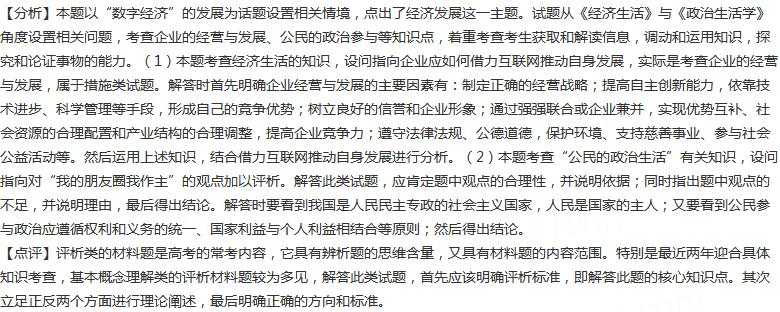 【分析】本题以“数字经济”的发展为话题设置相关情境，点出了经济发展这一主题。试题从《经济生活》与《政治生活学》
角度设置相关问题，考查企业的经营与发展、公民的政治参与等知识点，着重考查考生获取和解读信息，调动和运用知识，探
究和论证事物的能力。（1）本题考查经济生活的知识，设问指向企业应如何借力互联网推动自身发展，实际是考查企业的经营
与发展，属于措施类试题。解答时首先明确企业经营与发展的主要因素有：制定正确的经营战略；提高自主创新能力，依靠技
术进步、科学管理等手段，形成自己的竞争优势；树立良好的信誉和企业形象；通过强强联合或企业兼并，实现优势互补、社
会资源的合理配置和产业结构的合理调整，提高企业竞争力；遵守法律法规、公德道德，保护环境、支持慈善事业、参与社会
公益活动等。然后运用上述知识，结合借力互联网推动自身发展进行分析。（2）本题考查“公民的政治生活”有关知识，设问
指向对“我的朋友圈我作主”的观点加以评析。解答此类试题，应肯定题中观点的合理性，并说明依据；同时指出题中观点的
不足，并说明理由，最后得出结论。解答时要看到我国是人民民主专政的社会主义国家，人民是国家的主人；又要看到公民参
与政治应遵循权利和义务的统一、国家利益与个人利益相结合等原则；然后得出结论。
【点评】评析类的材料题是高考的常考内容，它具有辨析题的思维含量，又具有材料题的内容范围。特别是最近两年迎合具体
知识考查，基本概念理解类的评析材料题较为多见，解答此类试题，首先应该明确评析标准，即解答此题的核心知识点。其次
立足正反两个方面进行理论阐述，最后明确正确的方向和标准。